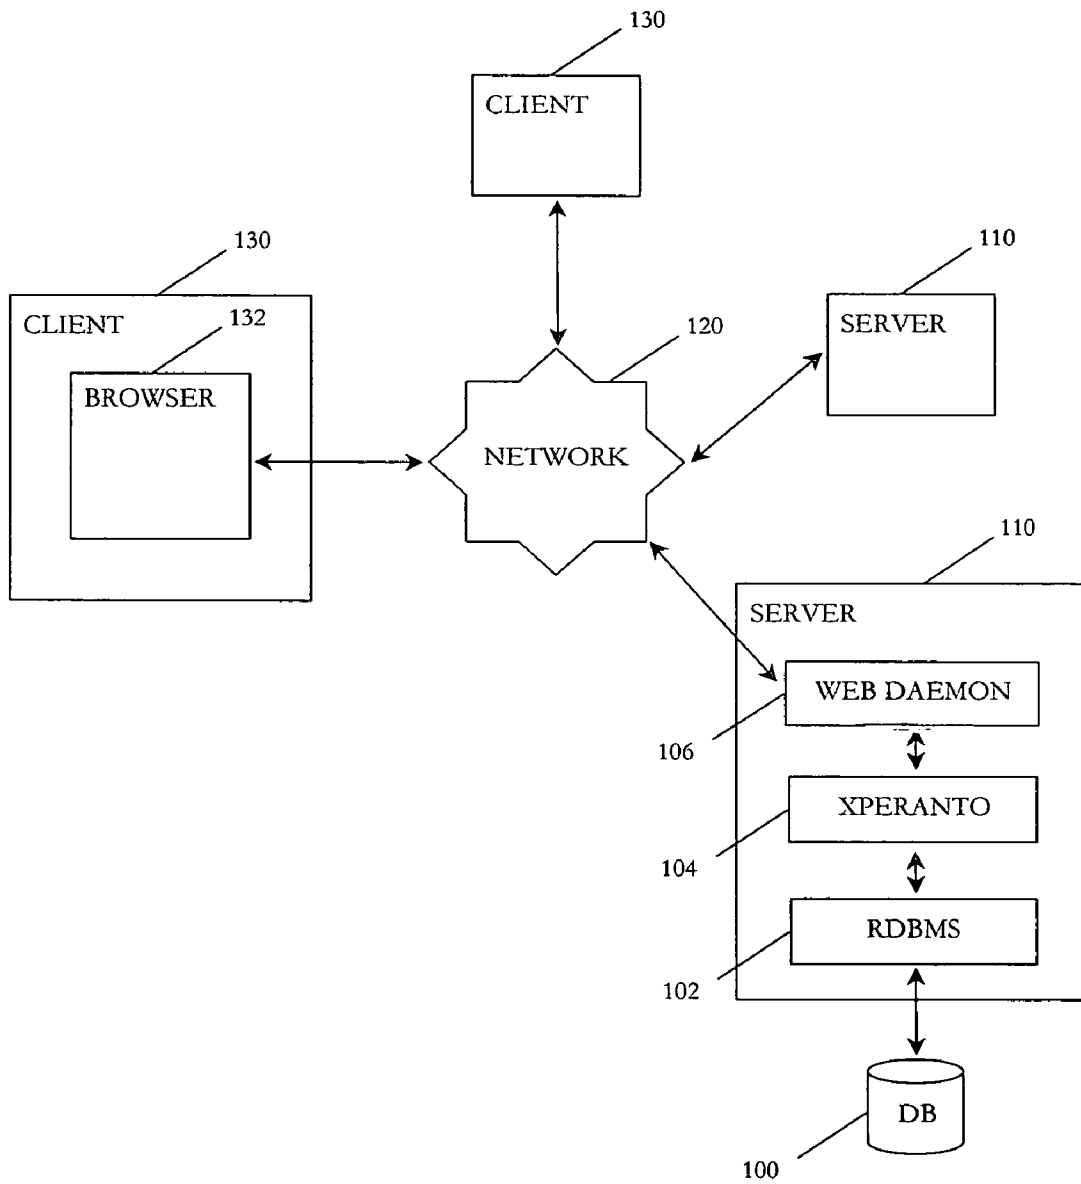 130
CLIENT
130
110
CLIENT
132
SERVER
120
BROWSER
NETWORK
110
SERVER
WEB DAEMON
106
XPERANTO
104
RDBMS
102
DB
100